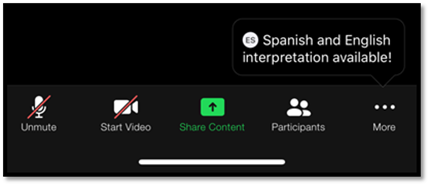 ES Spanish and English
interpretation available!
Unmute
Start Video
Share Content
Participants
More